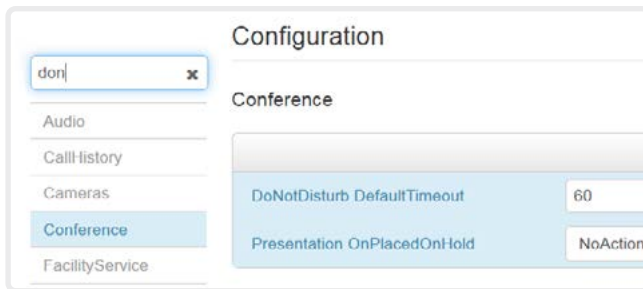 Configuration
don
Conference
Audio
CallHistory
Cameras
Conference
FacilityService
DoNotDisturb DefaultTimeout
60
Presentation OnPlacedOnHold
NoAction